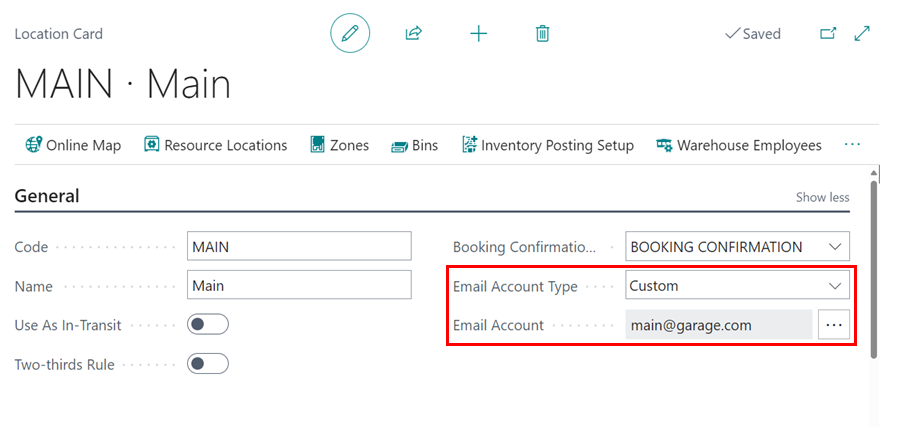 Location Card
Saved
MAIN · Main
Online Map
Resource Locations
Zones
Bins
Inventory Posting Setup
Warehouse Employees
General
Show less
Code
MAIN
Booking Confirmatio...
BOOKING CONFIRMATION
Name
Main
Email Account Type
Custom
Use As In-Transit
Email Account
main@garage.com
Two-thirds Rule